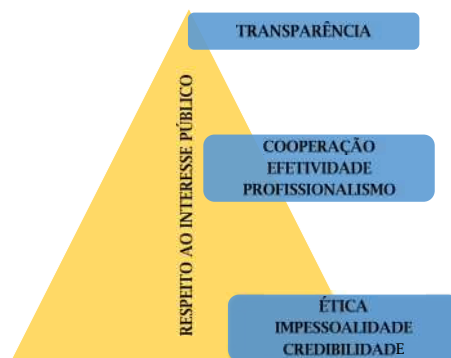 TRANSPARÊNCIA
RESPEITO AO INTERESSE PÚBLICO
COOPERAÇÃO
EFETIVIDADE
PROFISSIONALISMO
ÉTICA
IMPESSOALIDADE
CREDIBILIDADE